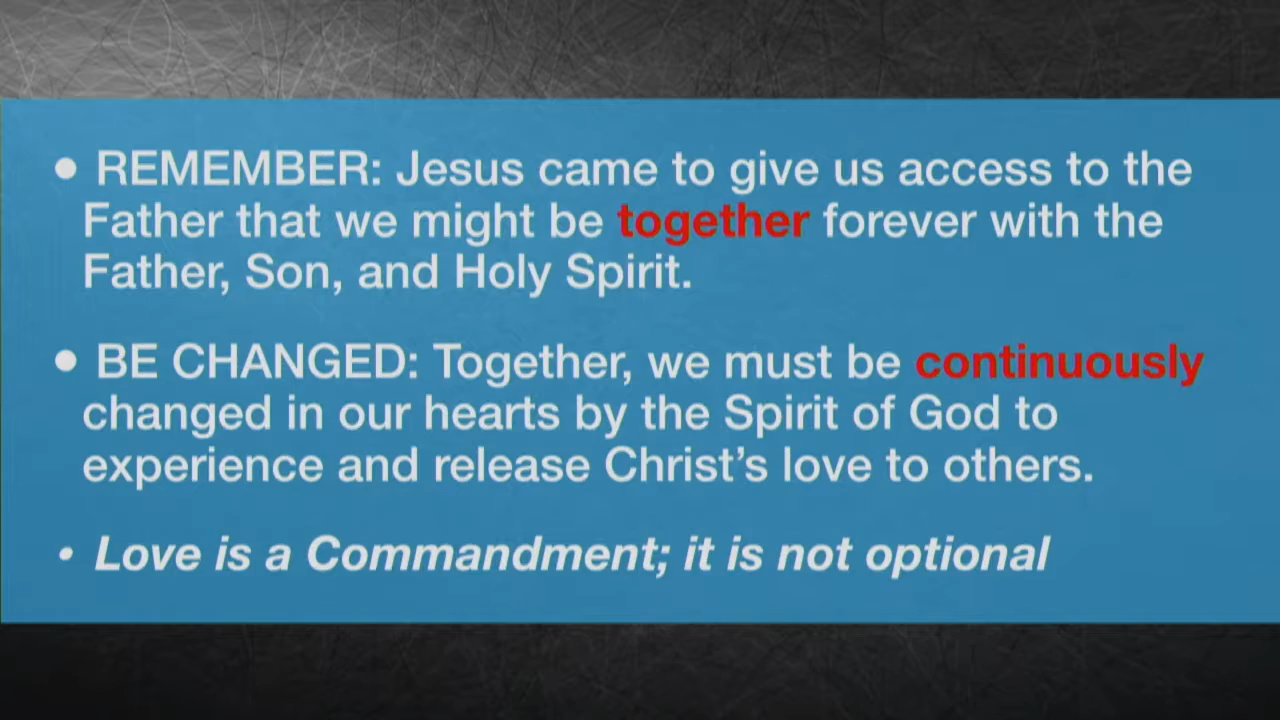 • REMEMBER: Jesus came to give us access to the
Father that we might be together forever with the
Father, Son, and Holy Spirit.
• BE CHANGED: Together, we must be continuously
changed in our hearts by the Spirit of God to
experience and release Christ’s love to others.
• Love is a Commandment; it is not optional